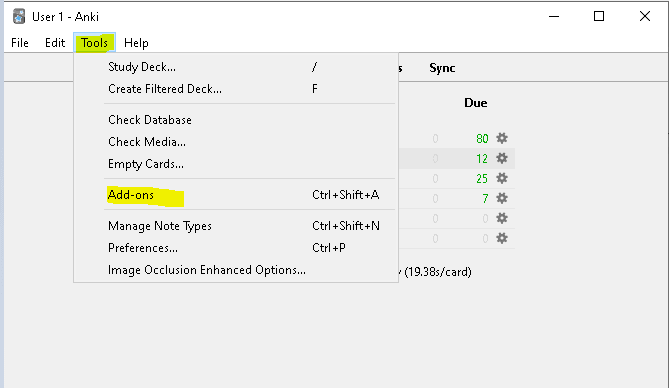 User 1 - Anki
File Edit Tools Help
Sync
Study Deck... /
Create Filtered Deck... F
Due
Check Database
80
Check Media...
0 12
Empty Cards...
0 25
Add-ons Ctrl+Shift+A
0 7
Manage Note Types Ctrl+Shift+N
0 0
Preferences... Ctrl+P
0 0
Image Occlusion Enhanced Options...
(19.38s/card)